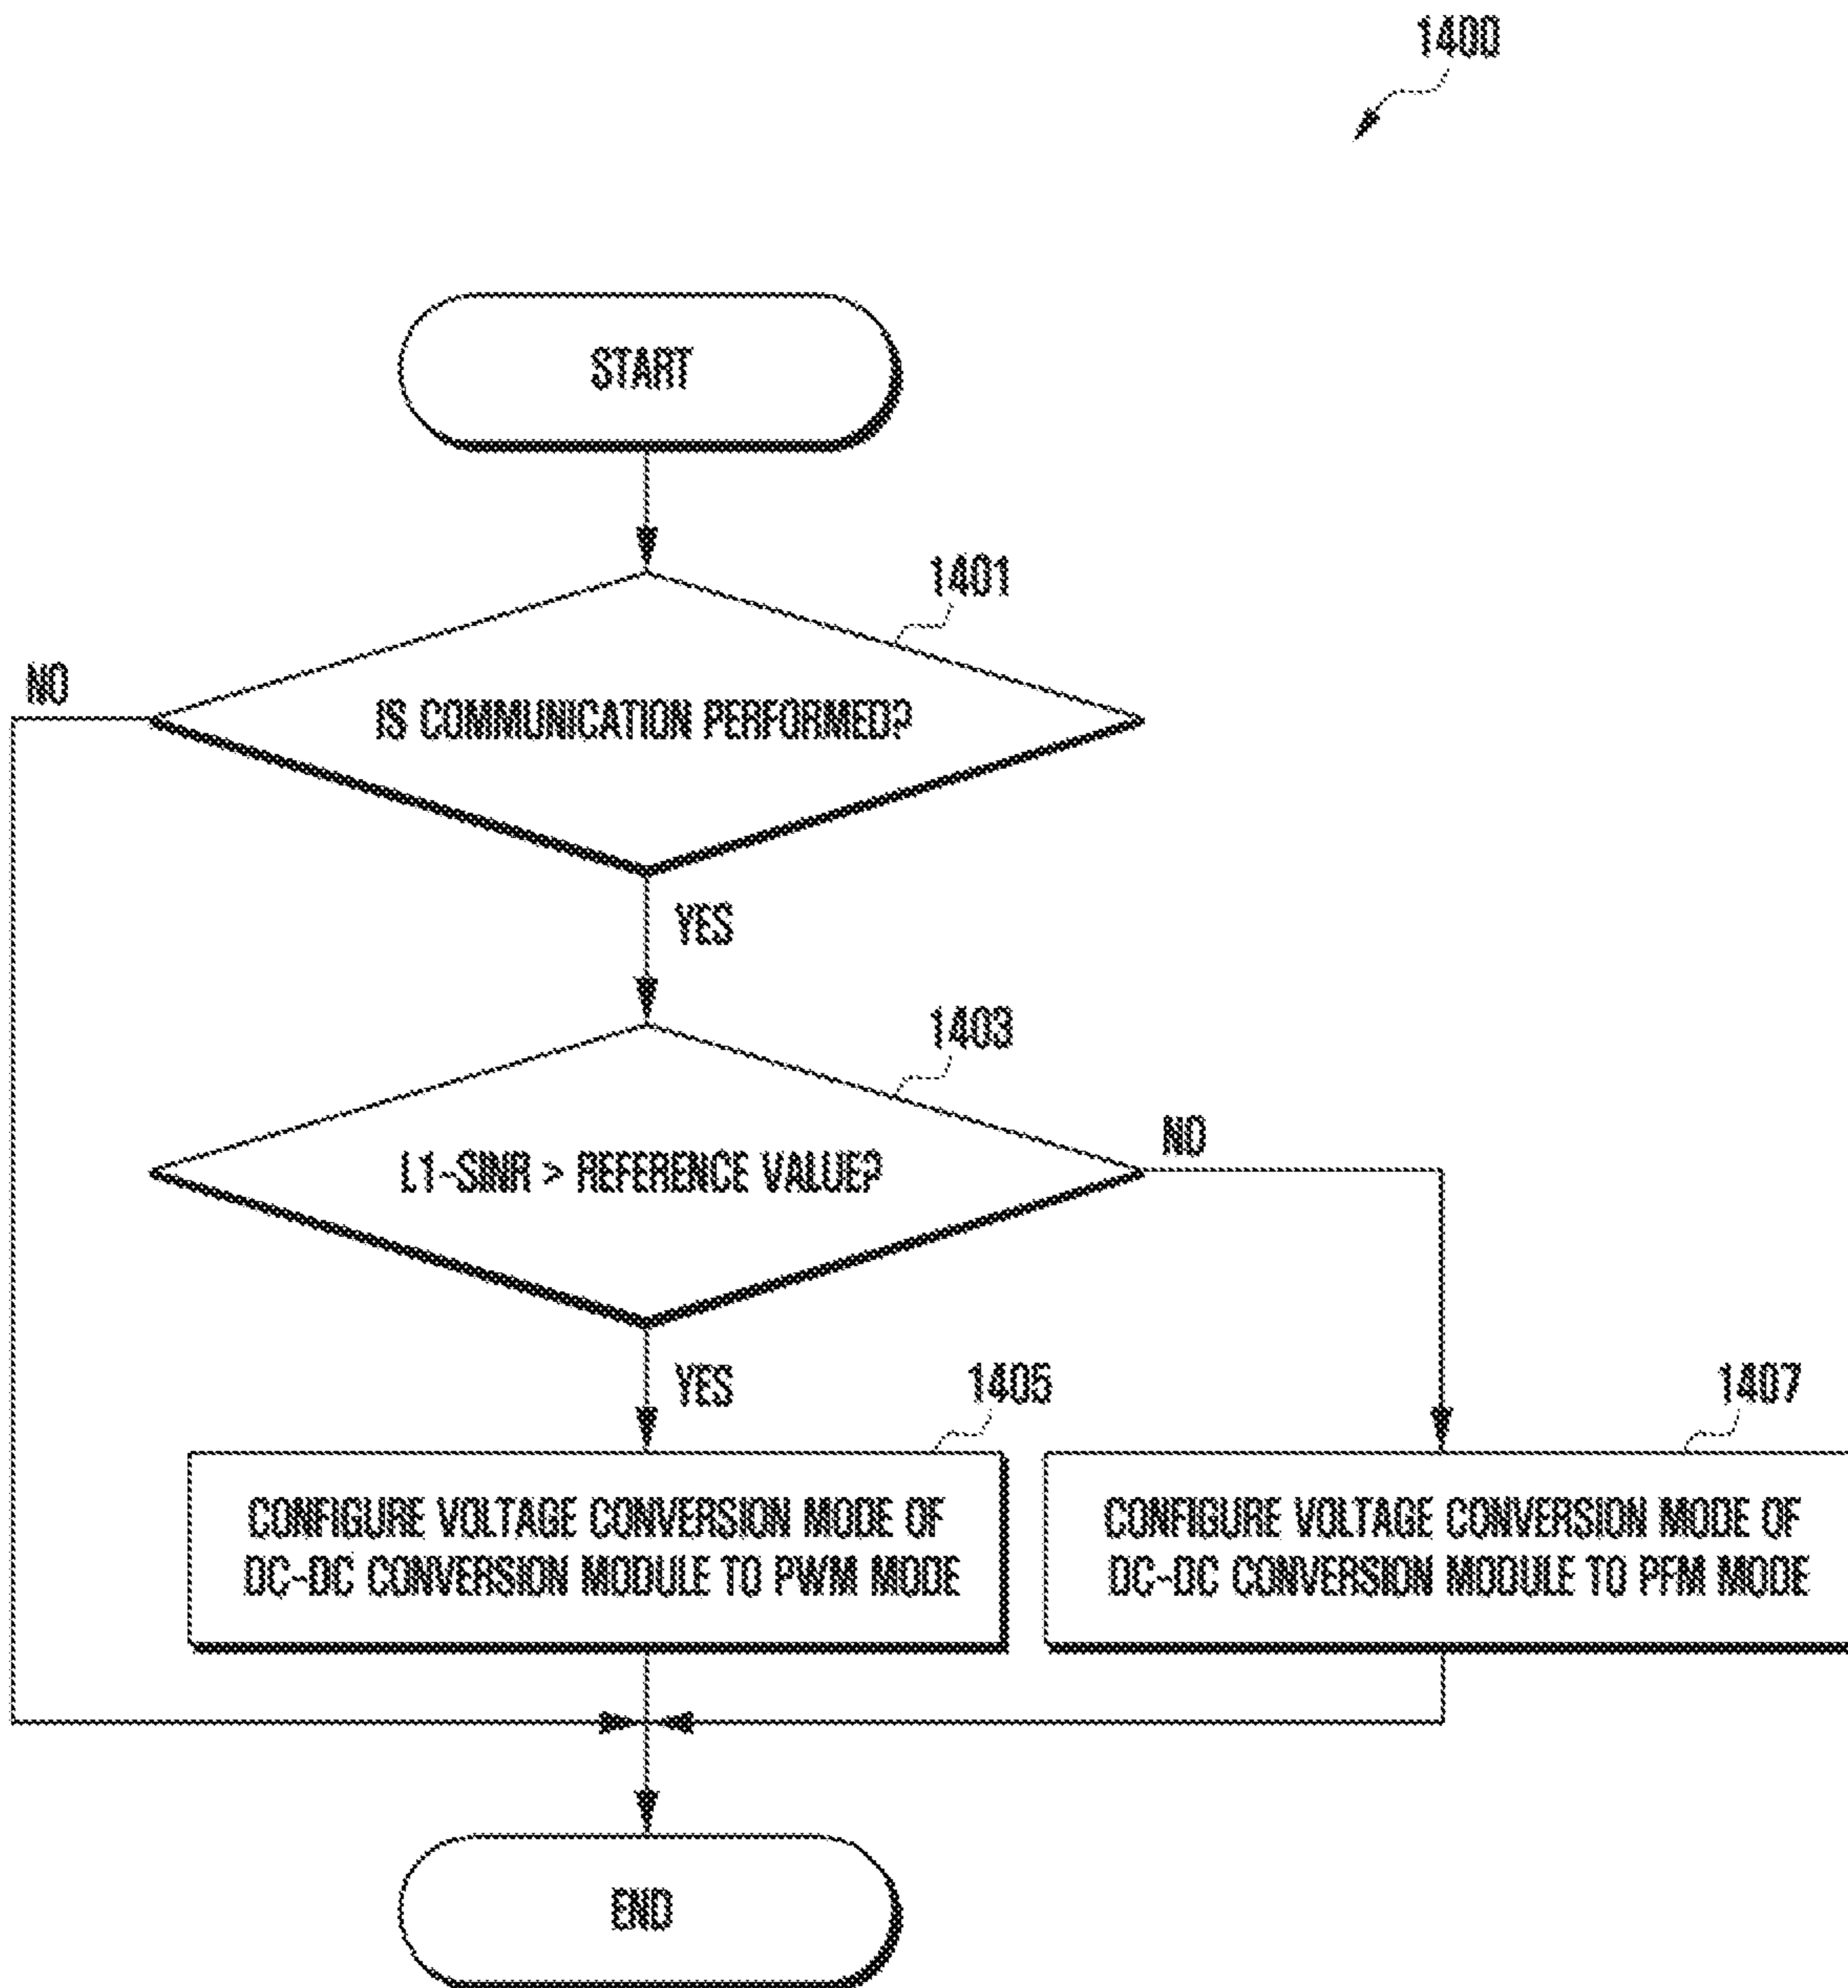 1400
START
1401
NO
IS COMMUNICATION PERFORMED?
YES
1403
NO
L1-SINR > REFERENCE VALUE?
YES
1405
1407
CONFIGURE VOLTAGE CONVERSION MODE OF
DC-DC CONVERSION MODULE TO PWM MODE
CONFIGURE VOLTAGE CONVERSION MODE OF
DC-DC CONVERSION MODULE TO PFM MODE
END